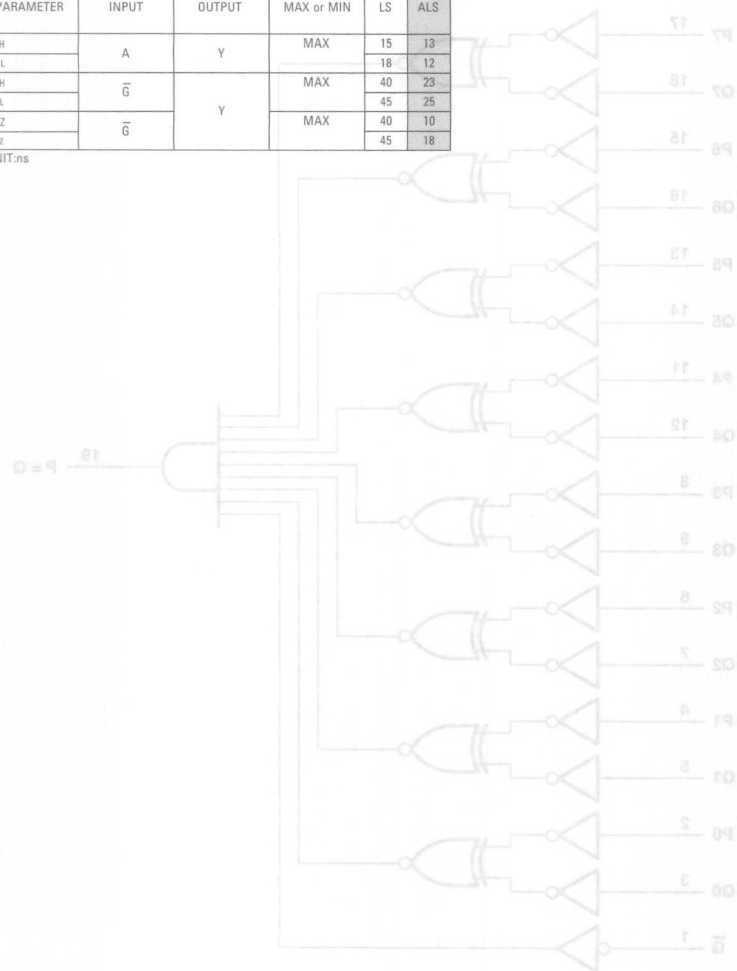 PARAMETER INPUT OUTPUT MAX or MIN LS ALS
H A Y MAX 15 13
L 18 12
H G̅ Y MAX 40 23
L 45 25
Z G̅ MAX 40 10
Z 45 18
NIT:ns
17 P7
18 Q7
15 P6
16 Q6
13 P5
14 Q5
11 P4
12 Q4
P = Q 19
8 P3
9 Q3
6 P2
7 Q2
4 P1
5 Q1
2 P0
3 Q0
1 G̅